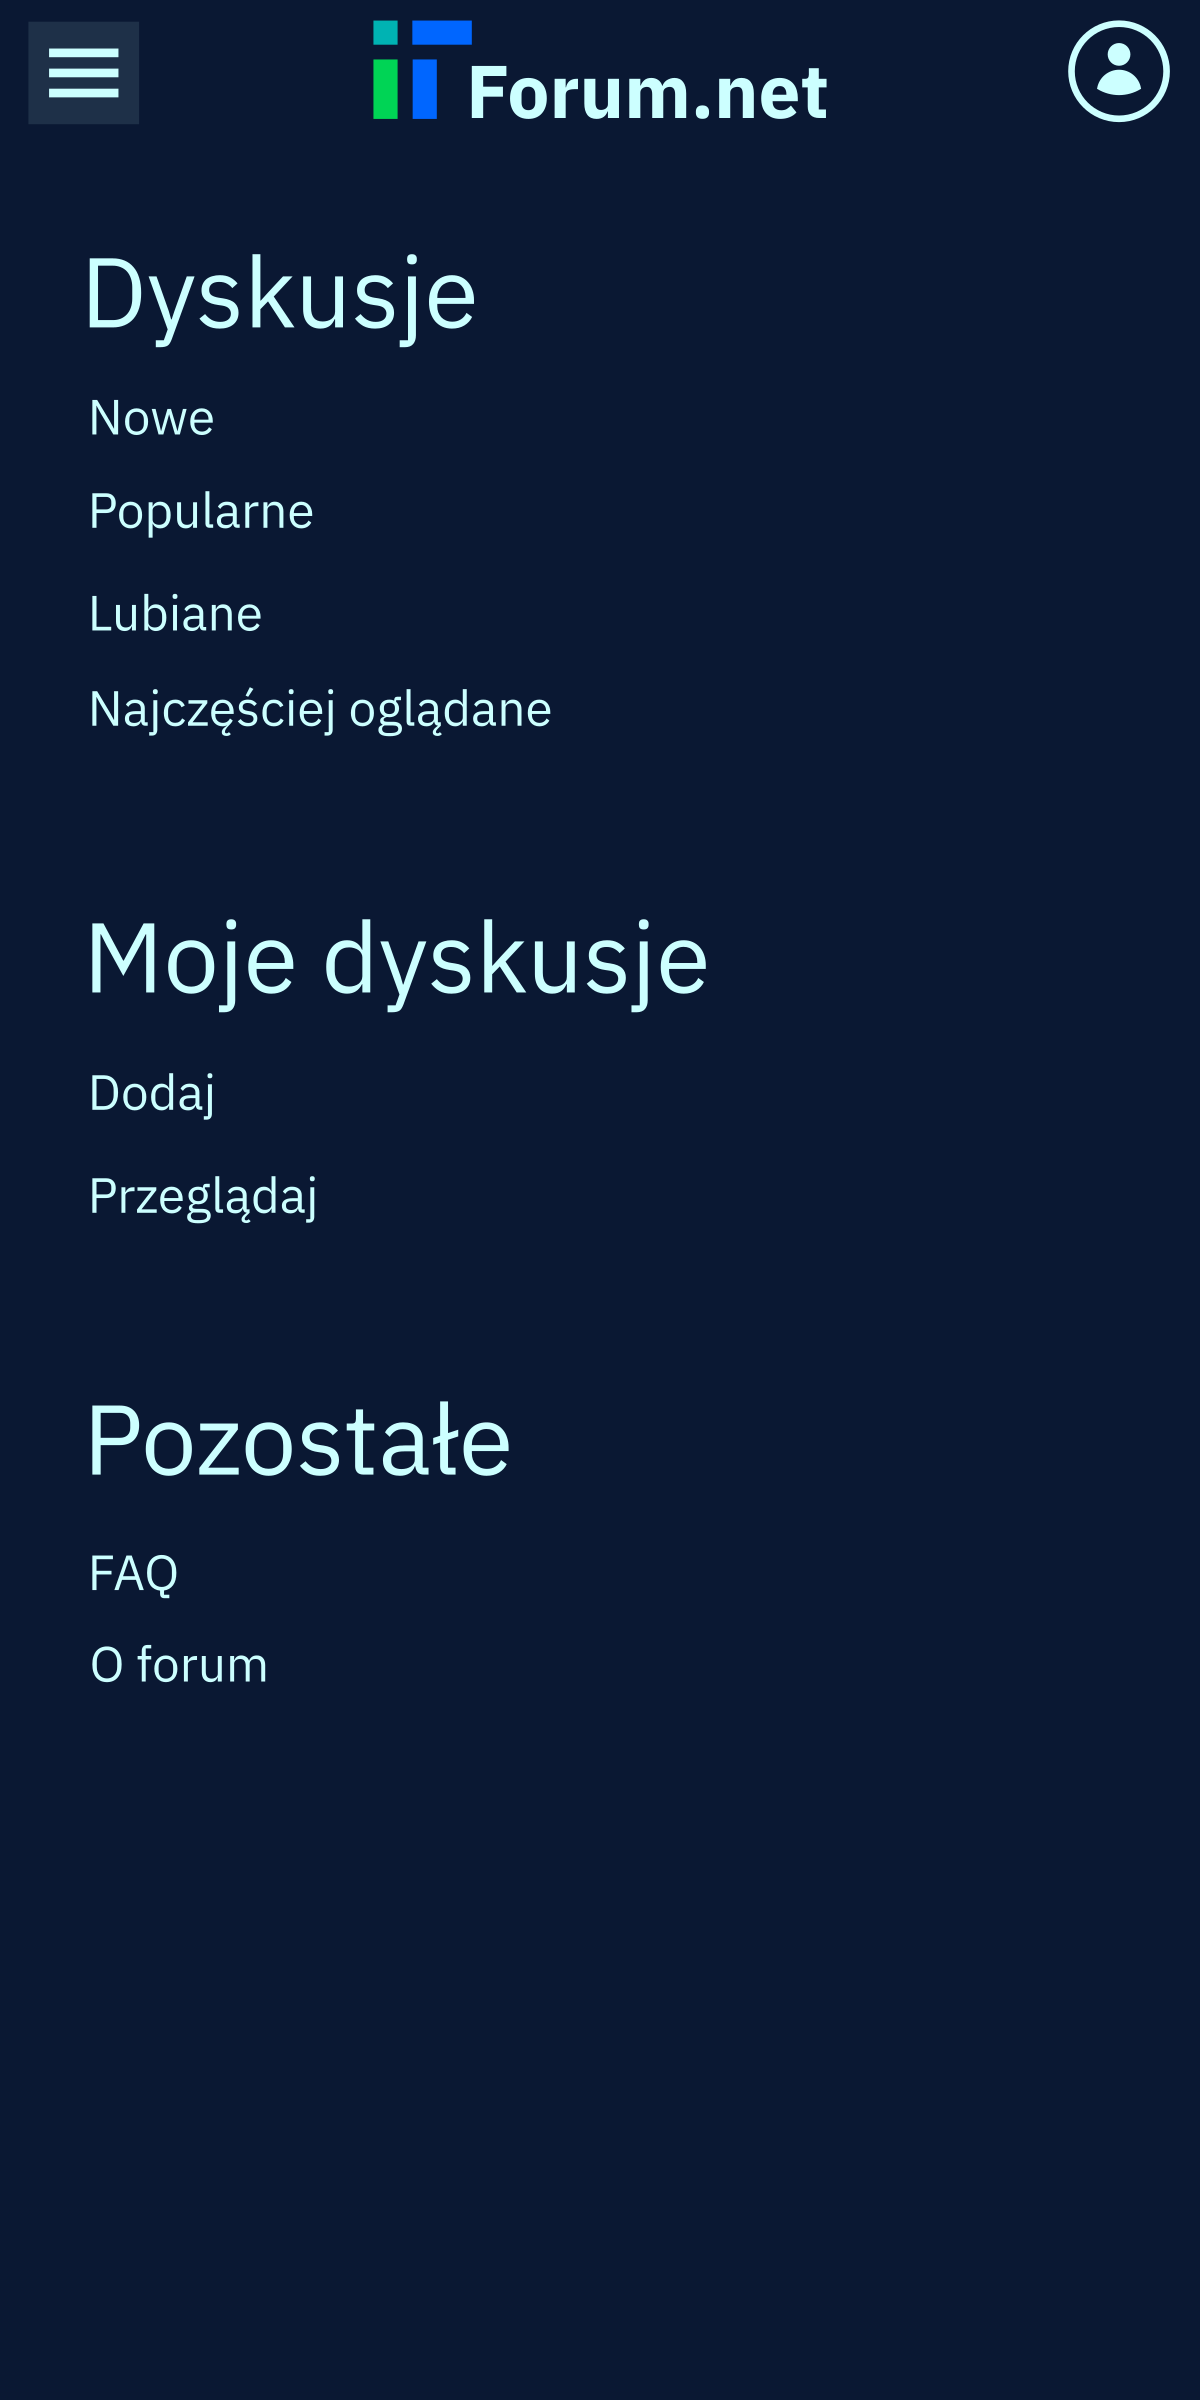 iT Forum.net
Dyskusje
Nowe
Popularne
Lubiane
Najczęściej oglądane
Moje dyskusje
Dodaj
Przeglądaj
Pozostałe
FAQ
O forum